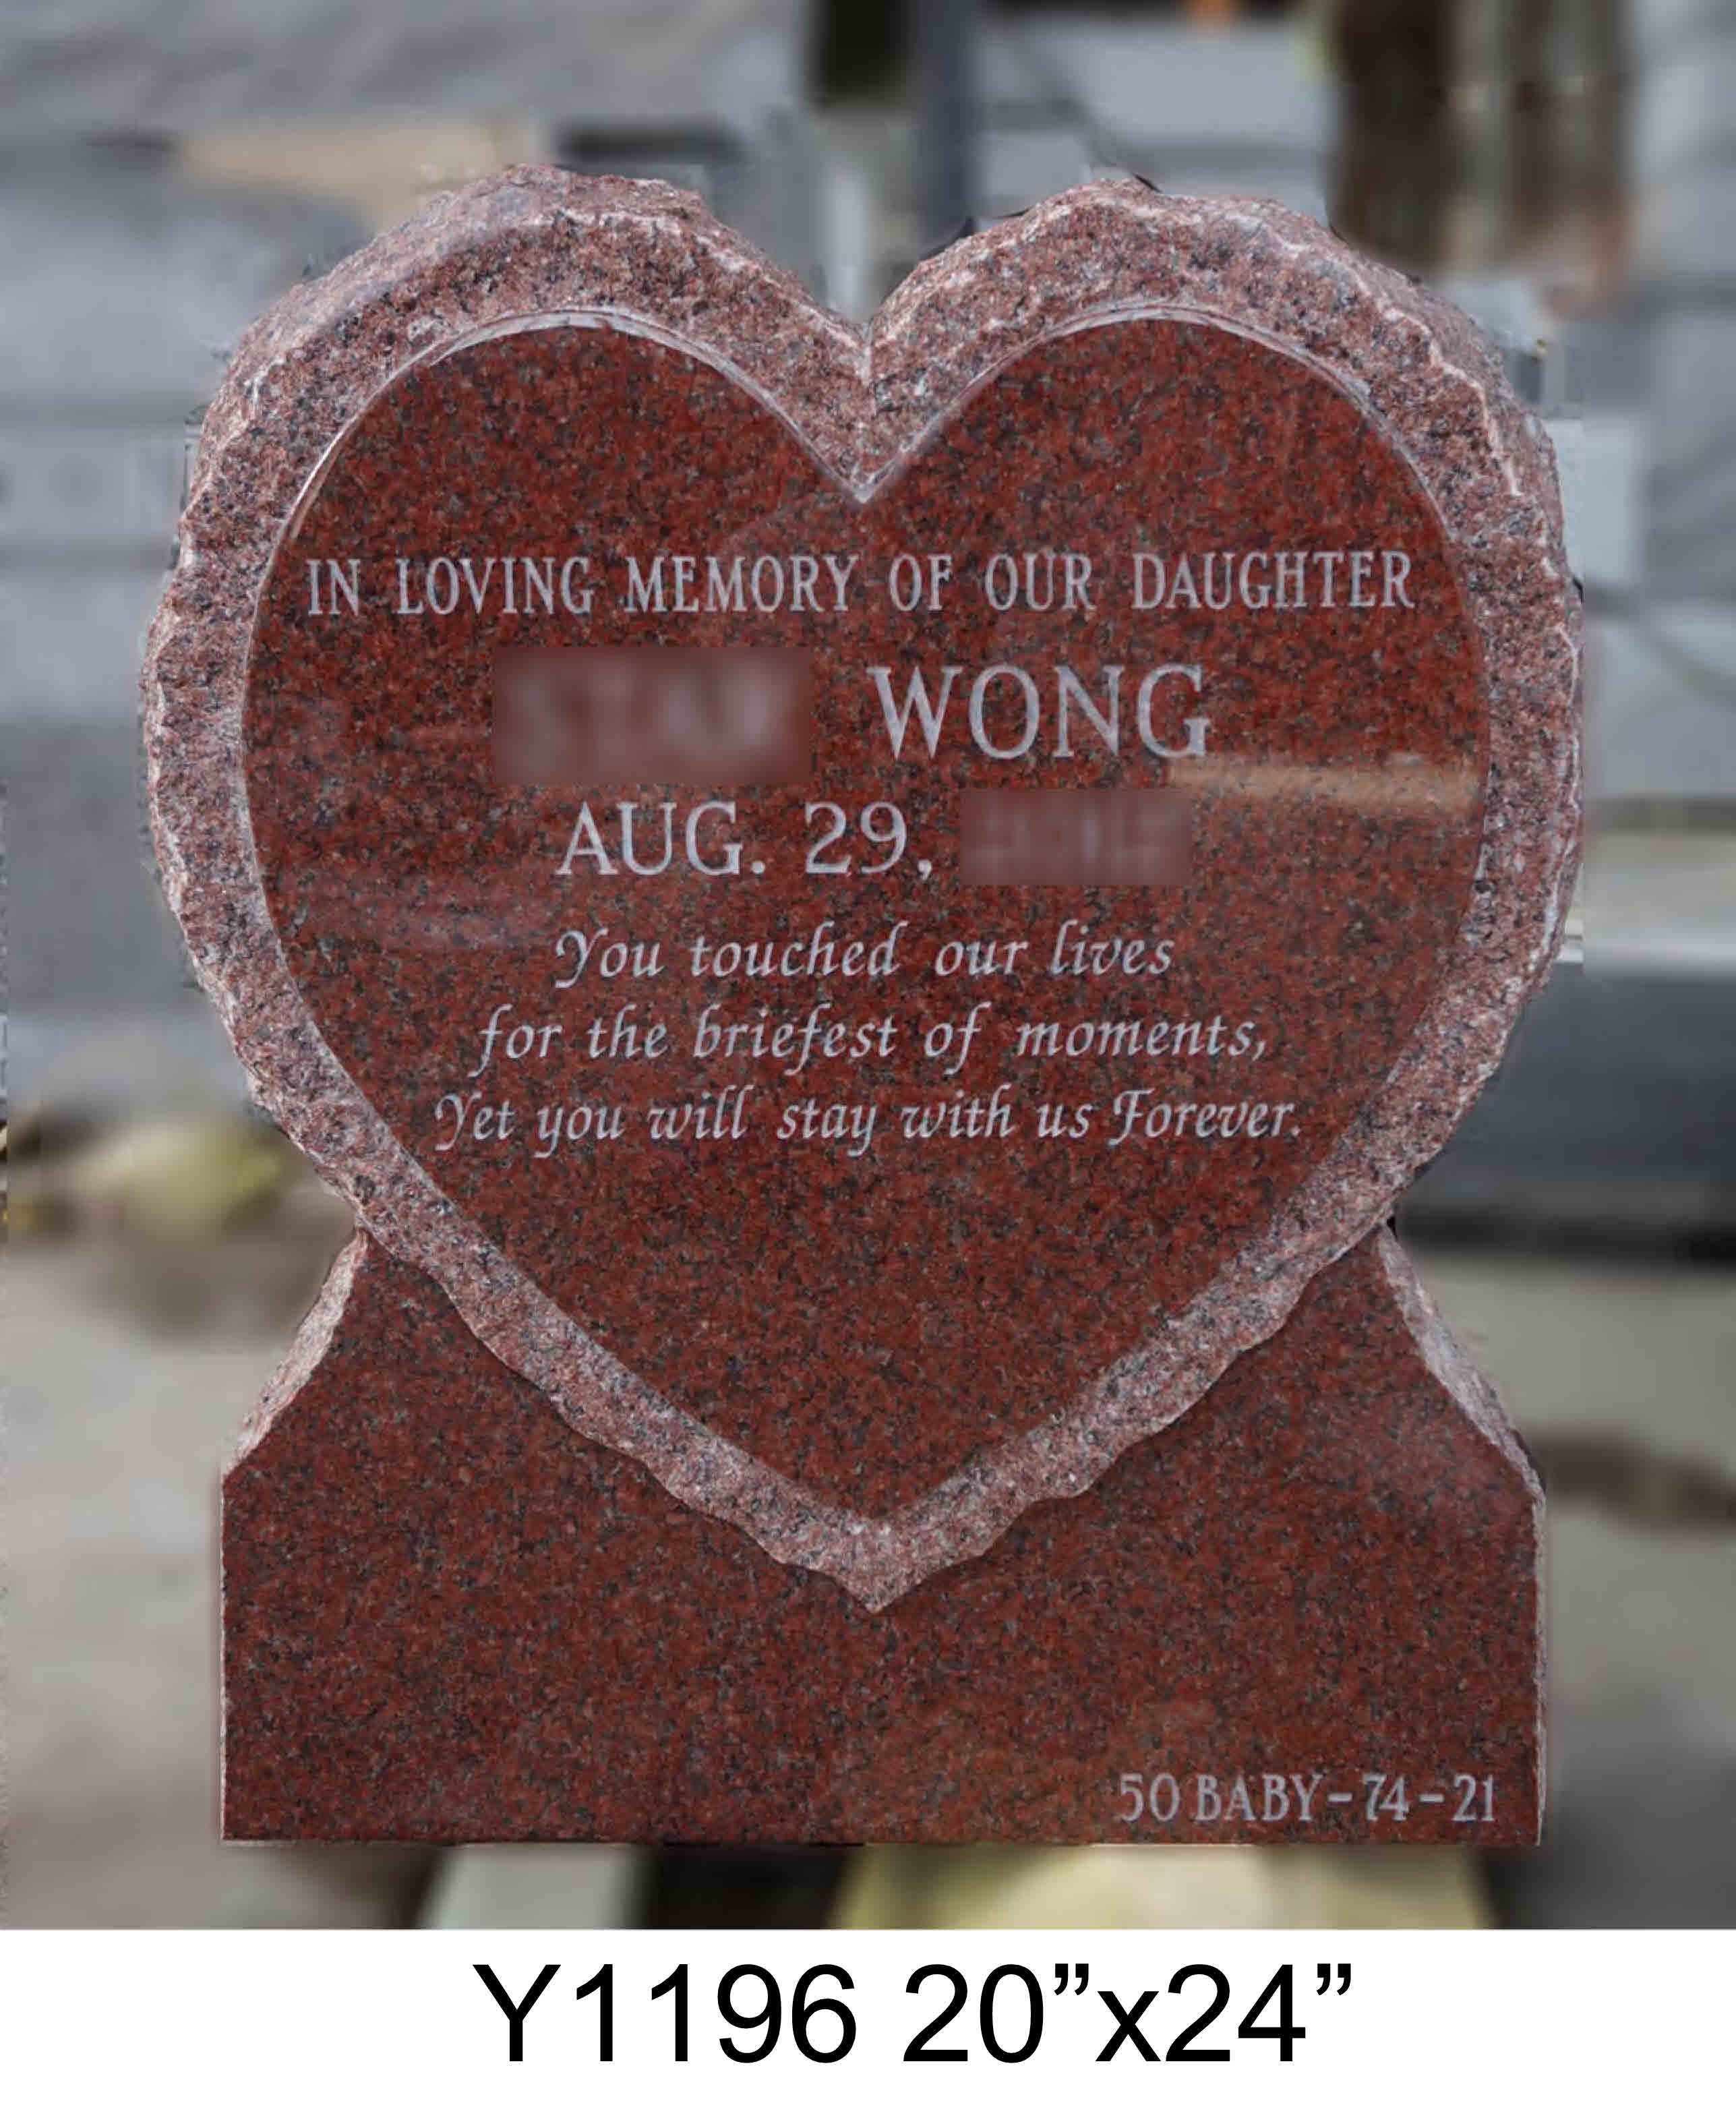 IN LOVING MEMORY OF OUR DAUGHTER
WONG
AUG. 29,
You touched our lives
for the briefest of moments,
Yet you will stay with us Forever.
50 BABY-74-21
Y1196 20”x24”